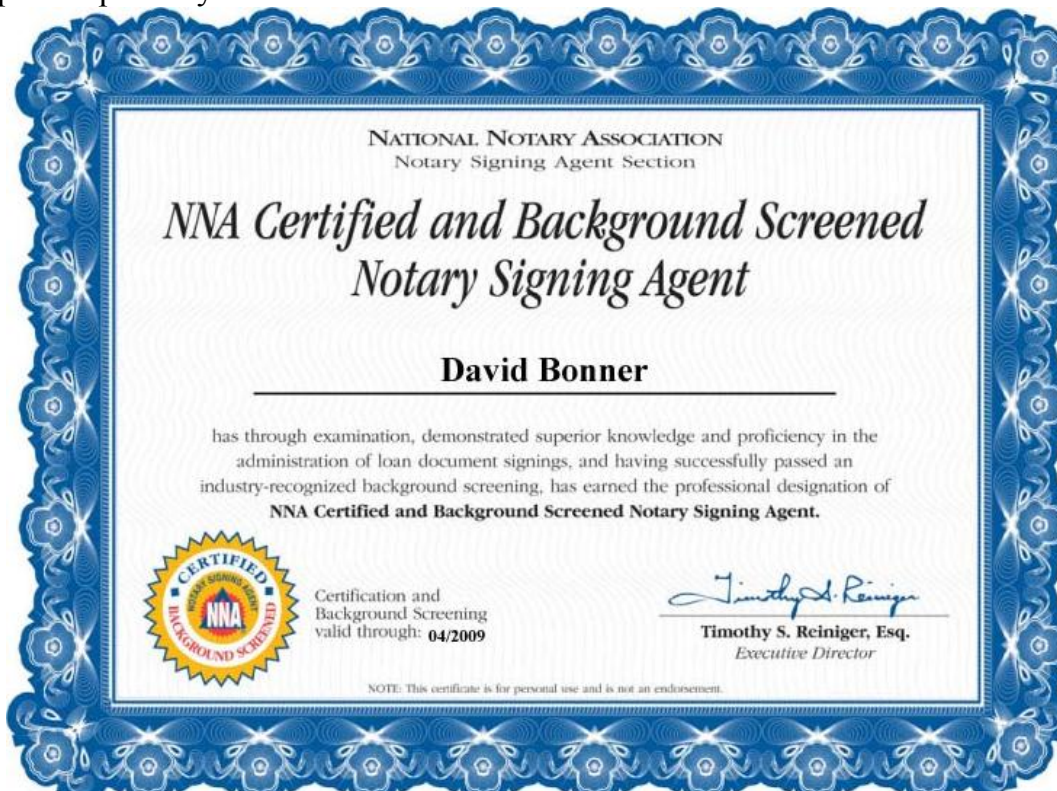 NATIONAL NOTARY ASSOCIATION
Notary Signing Agent Section
NNA Certified and Background Screened
Notary Signing Agent
David Bonner
has through examination, demonstrated superior knowledge and proficiency in the
administration of loan document signings, and having successfully passed an
industry-recognized background screening, has earned the professional designation of
NNA Certified and Background Screened Notary Signing Agent.
CERTIFIED
NOTARY SIGNING AGENT
NNA
BACKGROUND SCREENED
Certification and
Background Screening
valid through: 04/2009
Timothy S. Reiniger
Timothy S. Reiniger, Esq.
Executive Director
NOTE: This certificate is for personal use and is not an endorsement.